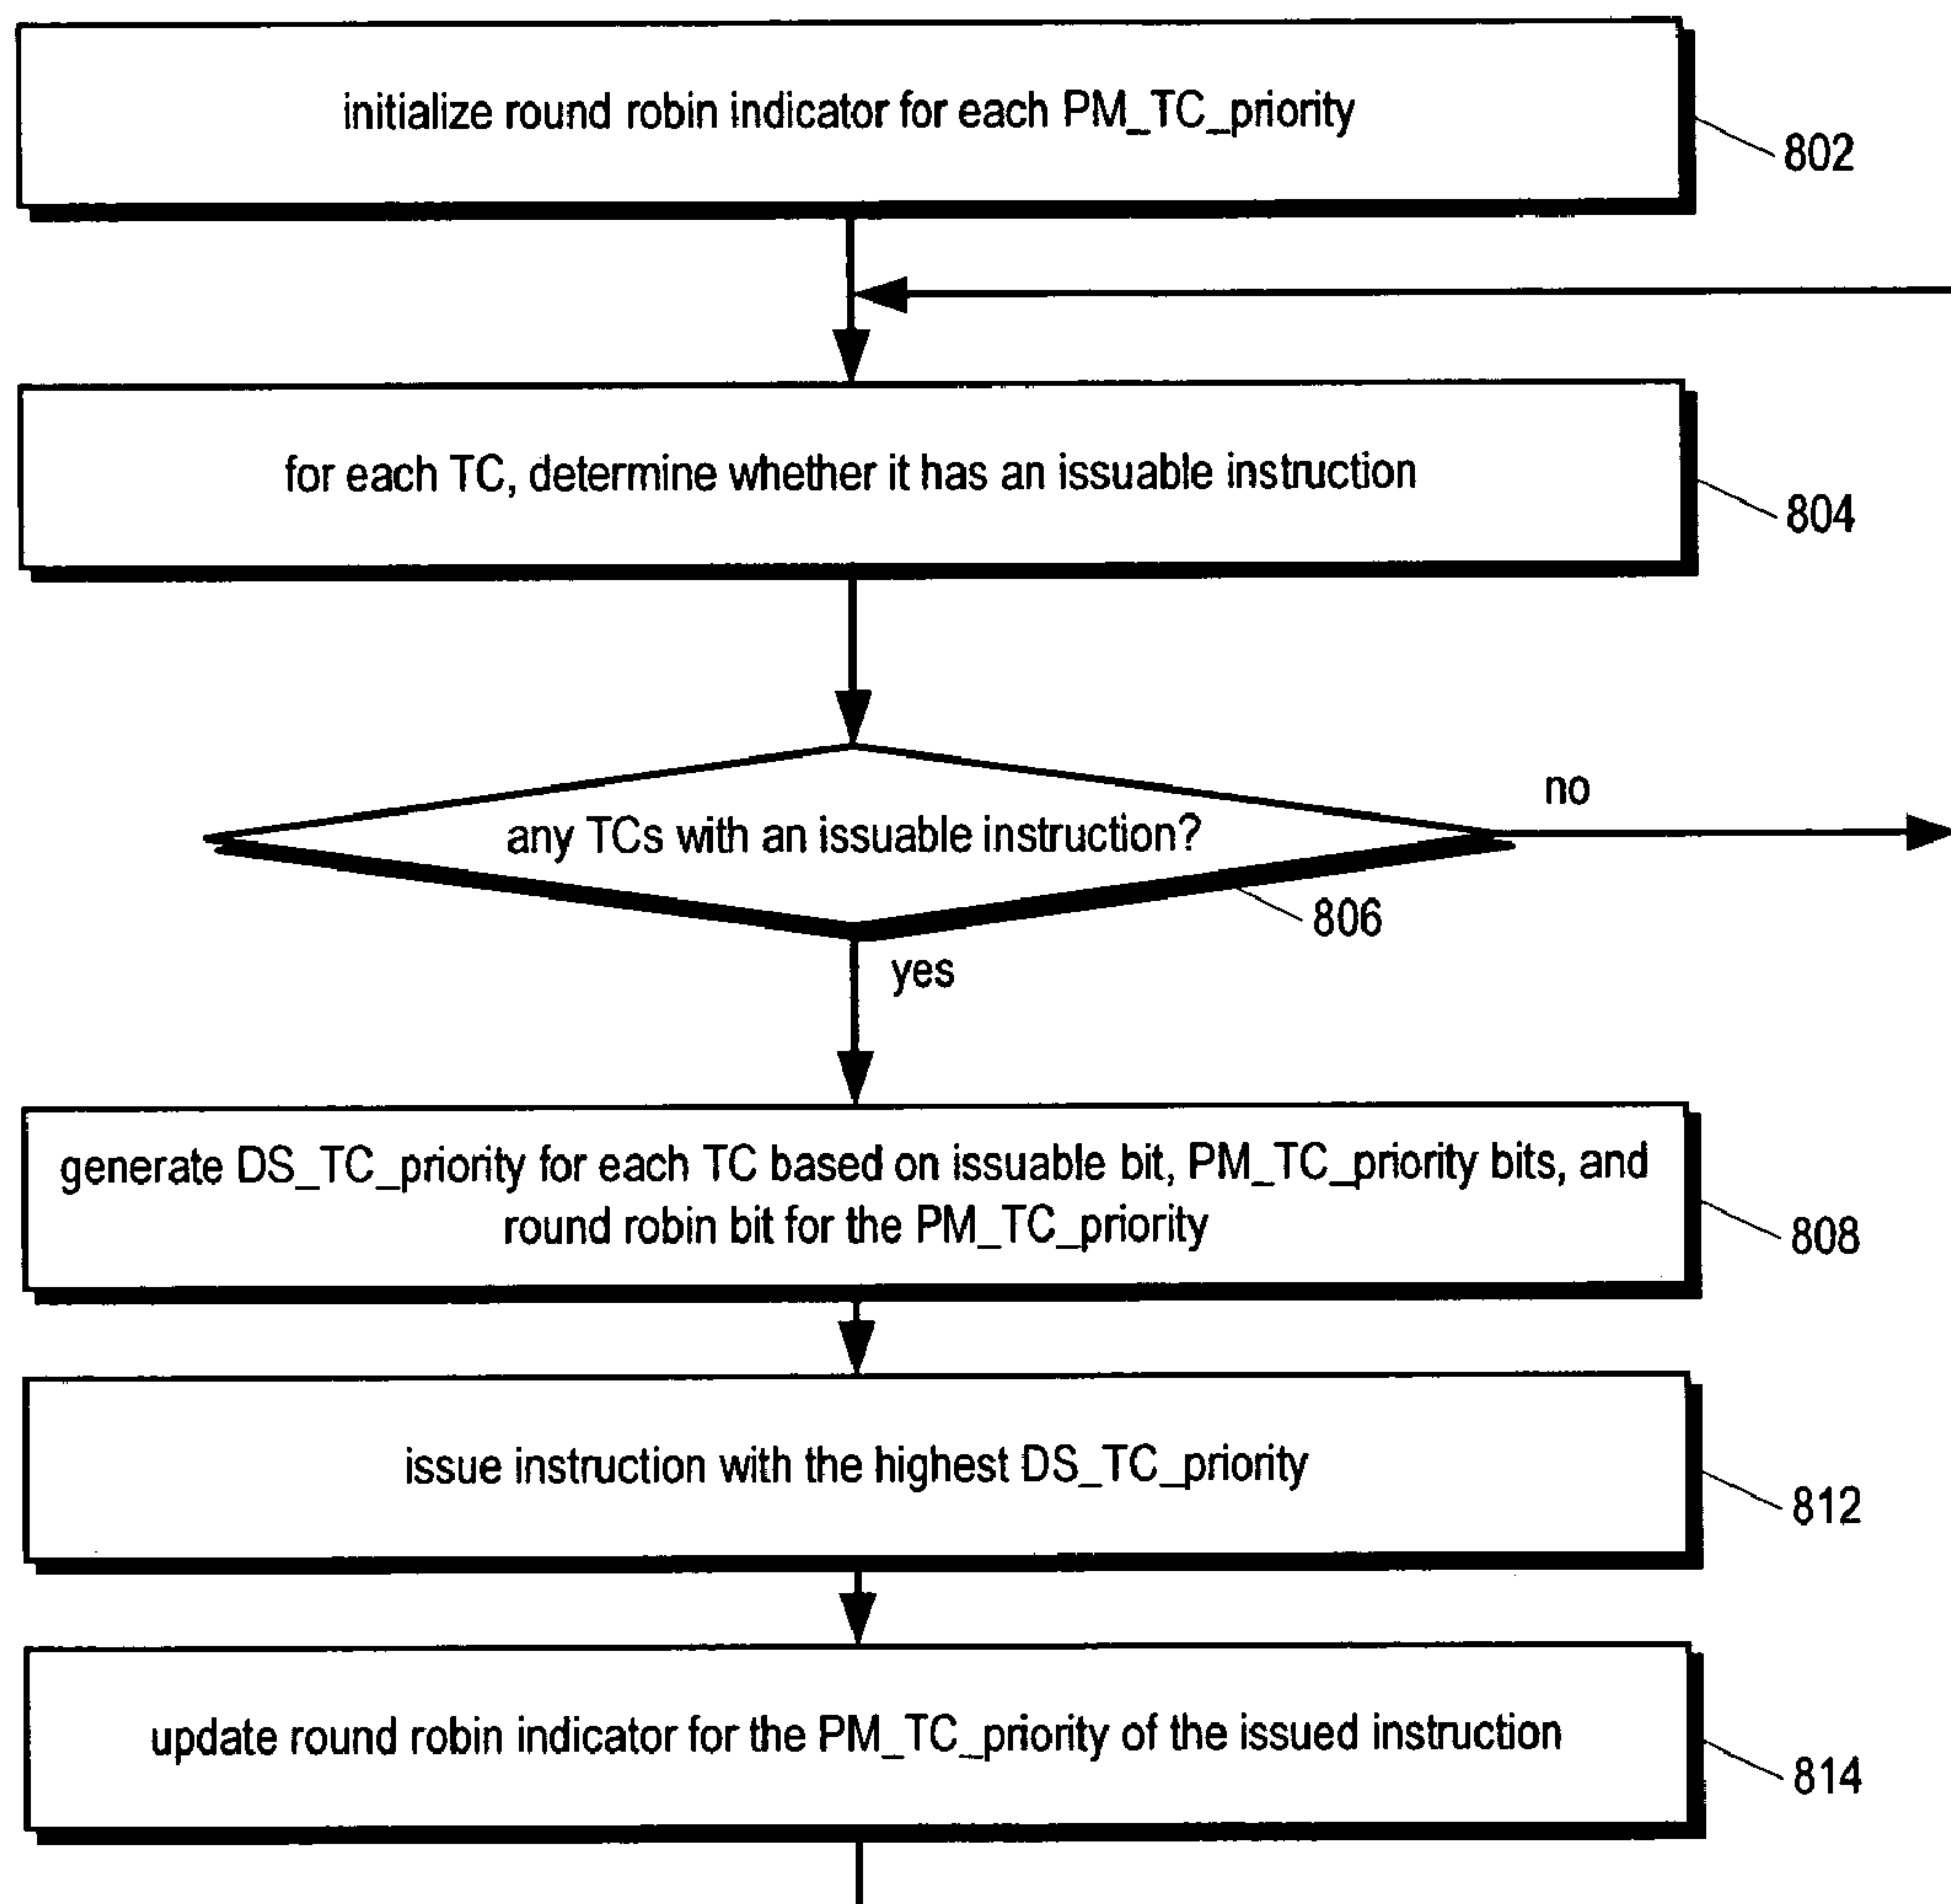 initialize round robin indicator for each PM_TC_priority
802
for each TC, determine whether it has an issuable instruction
804
any TCs with an issuable instruction?
no
806
yes
generate DS_TC_priority for each TC based on issuable bit, PM_TC_priority bits, and
round robin bit for the PM_TC_priority
808
issue instruction with the highest DS_TC_priority
812
update round robin indicator for the PM_TC_priority of the issued instruction
814